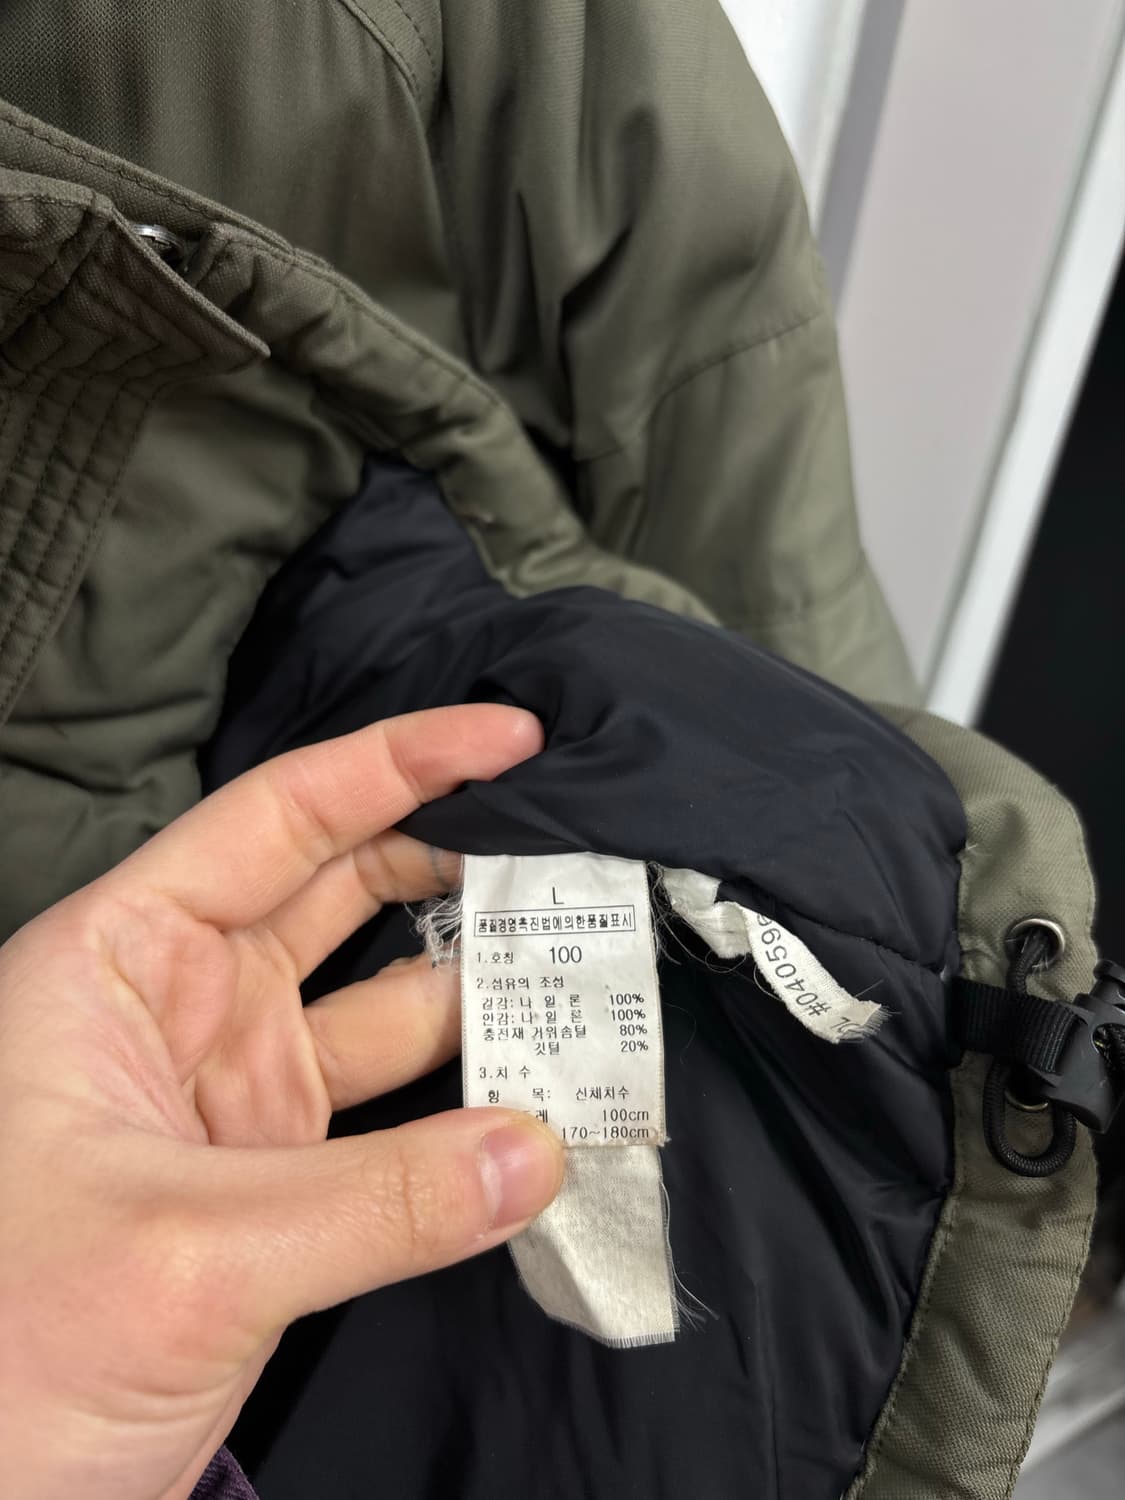 L
품질경영촉진법에의한품질표시
1.호칭 100
2.섬유의 조성
겉감: 나 일 론 100%
안감: 나 일 론 100%
충전재 거위솜털 80%
깃털 20%
3.치 수
항 목: 신체치수
레 100cm
170~180cm
#040596